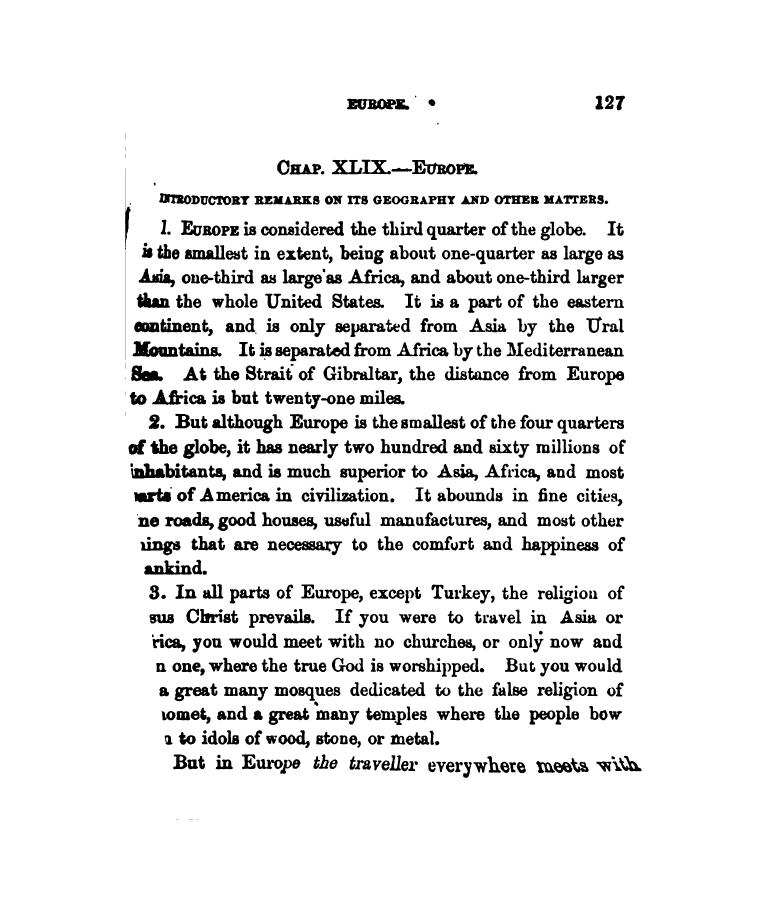 EUROPE.
127
CHAP. XLIX.—EUROPE.
INTRODUCTORY REMARKS ON ITS GEOGRAPHY AND OTHER MATTERS.
1. EUROPE is considered the third quarter of the globe. It
is the smallest in extent, being about one-quarter as large as
Asia, one-third as large as Africa, and about one-third larger
than the whole United States. It is a part of the eastern
continent, and is only separated from Asia by the Ural
Mountains. It is separated from Africa by the Mediterranean
Sea. At the Strait of Gibraltar, the distance from Europe
to Africa is but twenty-one miles.
2. But although Europe is the smallest of the four quarters
of the globe, it has nearly two hundred and sixty millions of
inhabitants, and is much superior to Asia, Africa, and most
arts of America in civilization. It abounds in fine cities,
ne roads, good houses, useful manufactures, and most other
ings that are necessary to the comfort and happiness of
ankind.
3. In all parts of Europe, except Turkey, the religion of
sus Christ prevails. If you were to travel in Asia or
rica, you would meet with no churches, or only now and
n one, where the true God is worshipped. But you would
a great many mosques dedicated to the false religion of
omet, and a great many temples where the people bow
n to idols of wood, stone, or metal.
But in Europe the traveller everywhere meets with